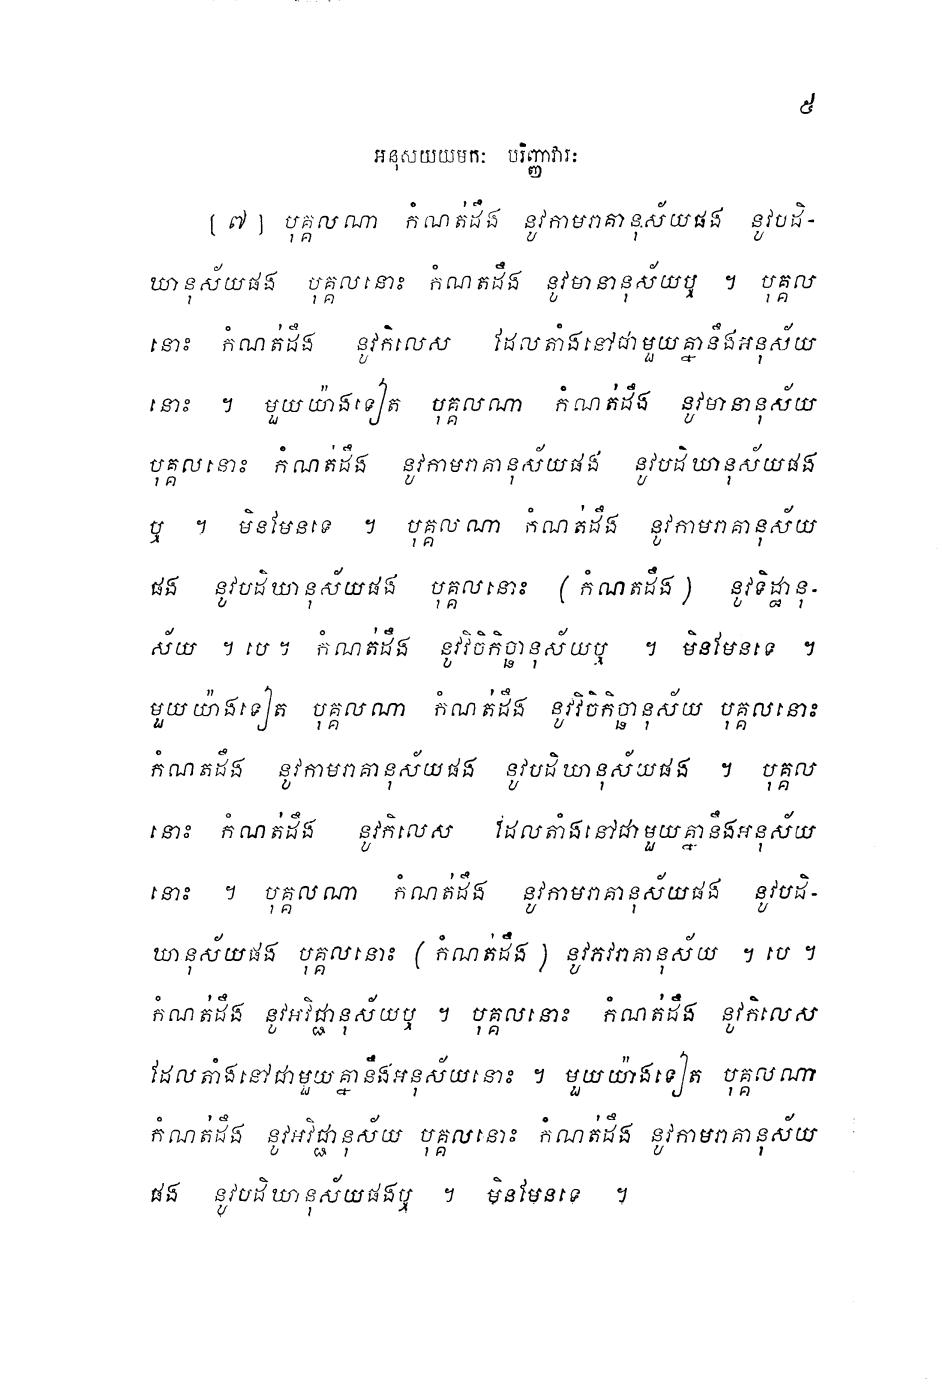 ៥
អនុសយយមកៈ បរិញ្ញាវារៈ
[ ៧ ] បុគ្គលណា កំណត់ដឹង នូវកាមរាគានុស័យផង នូវបដិ-
ឃានុស័យផង បុគ្គលនោះ កំណតដឹង នូវមានានុស័យឬ ។ បុគ្គល
នោះ កំណត់ដឹង នូវកិលេស ដែលតាំងនៅជាមួយគ្នានឹងអនុស័យ
នោះ ។ មួយយ៉ាងទៀត បុគ្គលណា កំណត់ដឹង នូវមានានុស័យ
បុគ្គលនោះ កំណត់ដឹង នូវកាមរាគានុស័យផង នូវបដិឃានុស័យផង
ឬ ។ មិនមែនទេ ។ បុគ្គលណា កំណត់ដឹង នូវកាមរាគានុស័យ
ផង នូវបដិឃានុស័យផង បុគ្គលនោះ ( កំណតដឹង ) នូវទិដ្ឋានុ-
ស័យ ។ បេ ។ កំណត់ដឹង នូវវិចិកិច្ឆានុស័យឬ ។ មិនមែនទេ ។
មួយយ៉ាងទៀត បុគ្គលណា កំណត់ដឹង នូវវិចិកិច្ឆានុស័យ បុគ្គលនោះ
កំណតដឹង នូវកាមរាគានុស័យផង នូវបដិឃានុស័យផង ។ បុគ្គល
នោះ កំណត់ដឹង នូវកិលេស ដែលតាំងនៅជាមួយគ្នានឹងអនុស័យ
នោះ ។ បុគ្គលណា កំណត់ដឹង នូវកាមរាគានុស័យផង នូវបដិ-
ឃានុស័យផង បុគ្គលនោះ ( កំណត់ដឹង ) នូវភវរាគានុស័យ ។ បេ ។
កំណត់ដឹង នូវអវិជ្ជានុស័យឬ ។ បុគ្គលនោះ កំណត់ដឹង នូវកិលេស
ដែលតាំងនៅជាមួយគ្នានឹងអនុស័យនោះ ។ មួយយ៉ាងទៀត បុគ្គលណា
កំណត់ដឹង នូវអវិជ្ជានុស័យ បុគ្គលនោះ កំណត់ដឹង នូវកាមរាគានុស័យ
ផង នូវបដិឃានុស័យផងឬ ។ មិនមែនទេ ។